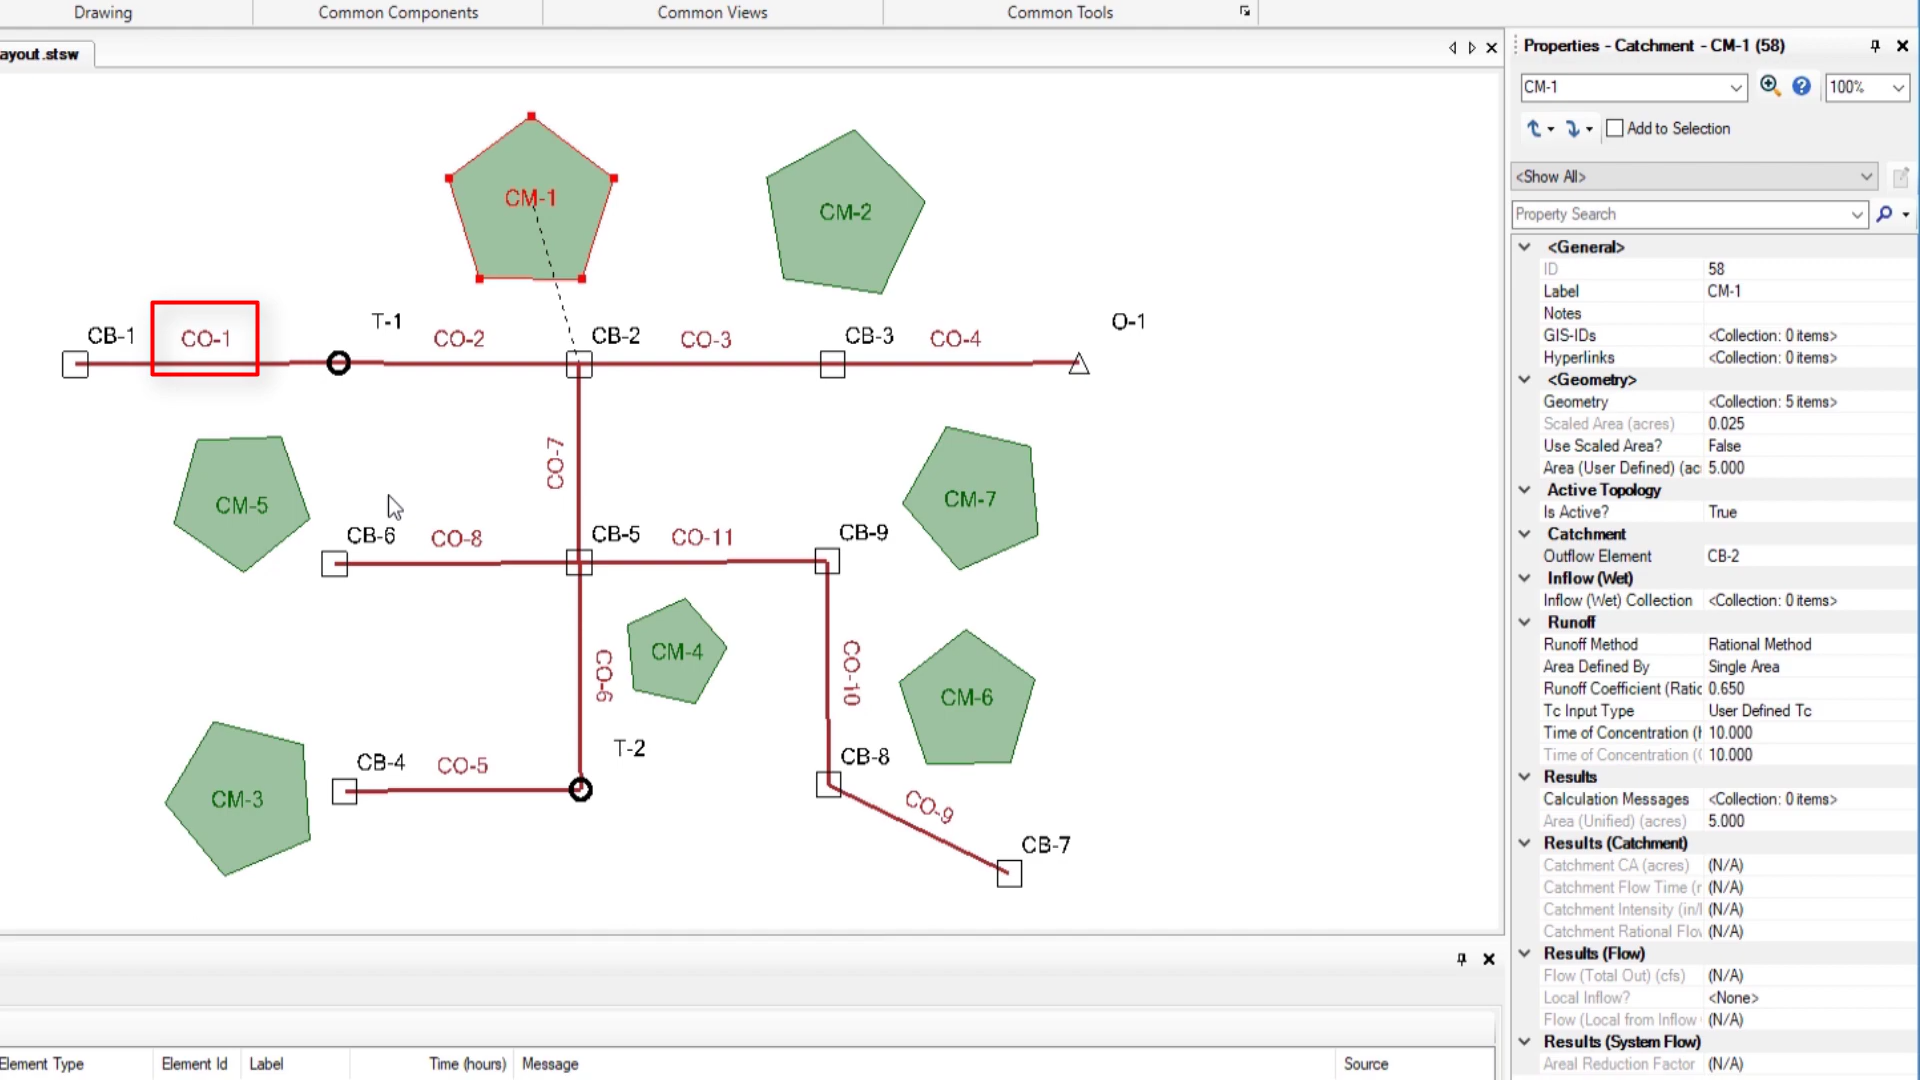 Drawing
Common Components
Common Views
Common Tools
ayout.stsw
CM-1
CM-2
CB-1
CO-1
T-1
CO-2
CB-2
CO-3
CB-3
CO-4
O-1
CO-7
CM-5
CM-7
CB-6
CO-8
CB-5
CO-11
CB-9
CO-6
CM-4
CO-10
CM-6
T-2
CB-4
CO-5
CB-8
CM-3
CO-9
CB-7
Element Type Element Id Label Time (hours) Message Source
Properties - Catchment - CM-1 (58)
CM-1 100%
Add to Selection
<Show All>
Property Search
<General>
ID 58
Label CM-1
Notes
GIS-IDs <Collection: 0 items>
Hyperlinks <Collection: 0 items>
<Geometry>
Geometry <Collection: 5 items>
Scaled Area (acres) 0.025
Use Scaled Area? False
Area (User Defined) (ac 5.000
Active Topology
Is Active? True
Catchment
Outflow Element CB-2
Inflow (Wet)
Inflow (Wet) Collection <Collection: 0 items>
Runoff
Runoff Method Rational Method
Area Defined By Single Area
Runoff Coefficient (Ratic 0.650
Tc Input Type User Defined Tc
Time of Concentration (I 10.000
Time of Concentration (( 10.000
Results
Calculation Messages <Collection: 0 items>
Area (Unified) (acres) 5.000
Results (Catchment)
Catchment CA (acres) (N/A)
Catchment Flow Time (r (N/A)
Catchment Intensity (in/l (N/A)
Catchment Rational Flov (N/A)
Results (Flow)
Flow (Total Out) (cfs) (N/A)
Local Inflow? <None>
Flow (Local from Inflow (N/A)
Results (System Flow)
Areal Reduction Factor (N/A)